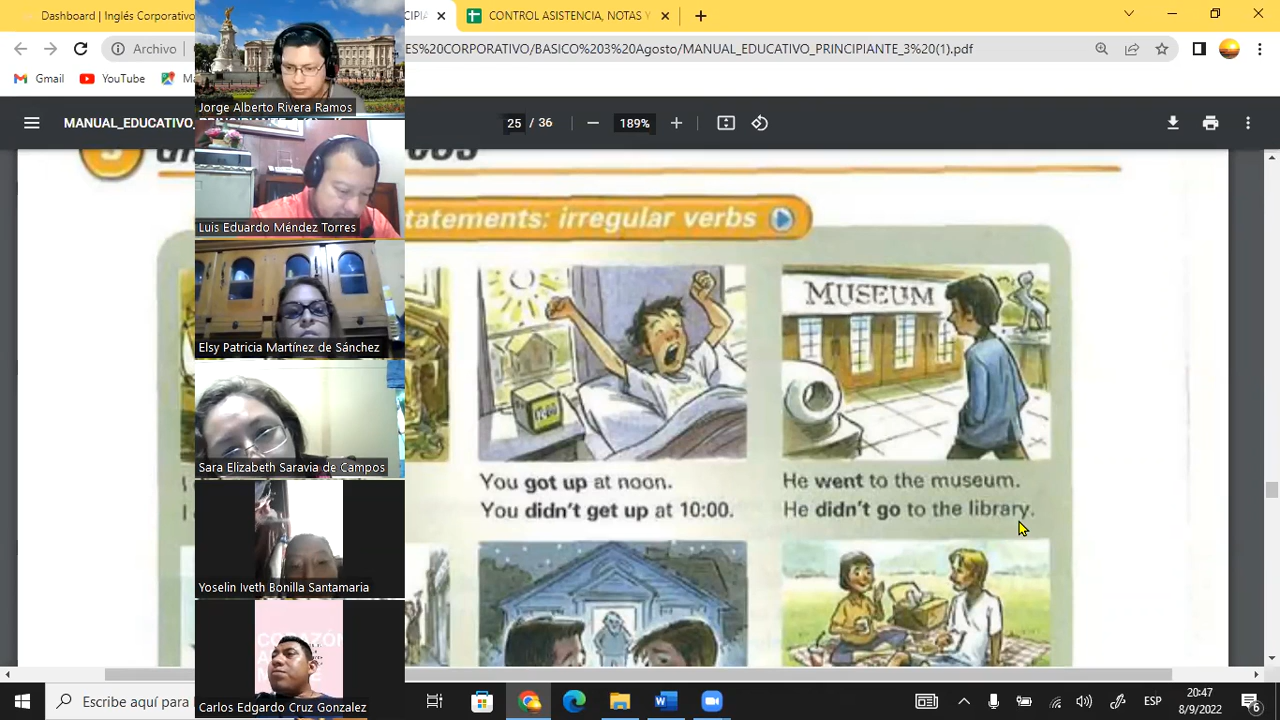 Dashboard | Inglés Corporativo
CIPIA
CONTROL ASISTENCIA, NOTAS Y
Archivo
ES%20CORPORATIVO/BASICO%203%20Agosto/MANUAL_EDUCATIVO_PRINCIPIANTE_3%20(1).pdf
Gmail
YouTube
Ma
MANUAL_EDUCATIVO_
25 / 36
189%
tatements: irregular verbs
MUSEUM
You got up at noon.
You didn't get up at 10:00.
He went to the museum.
He didn't go to the library.
Jorge Alberto Rivera Ramos
Luis Eduardo Méndez Torres
Elsy Patricia Martínez de Sánchez
Sara Elizabeth Saravia de Campos
Yoselin Iveth Bonilla Santamaria
Carlos Edgardo Cruz Gonzalez
Escribe aquí para
ESP
20:47
8/9/2022
6